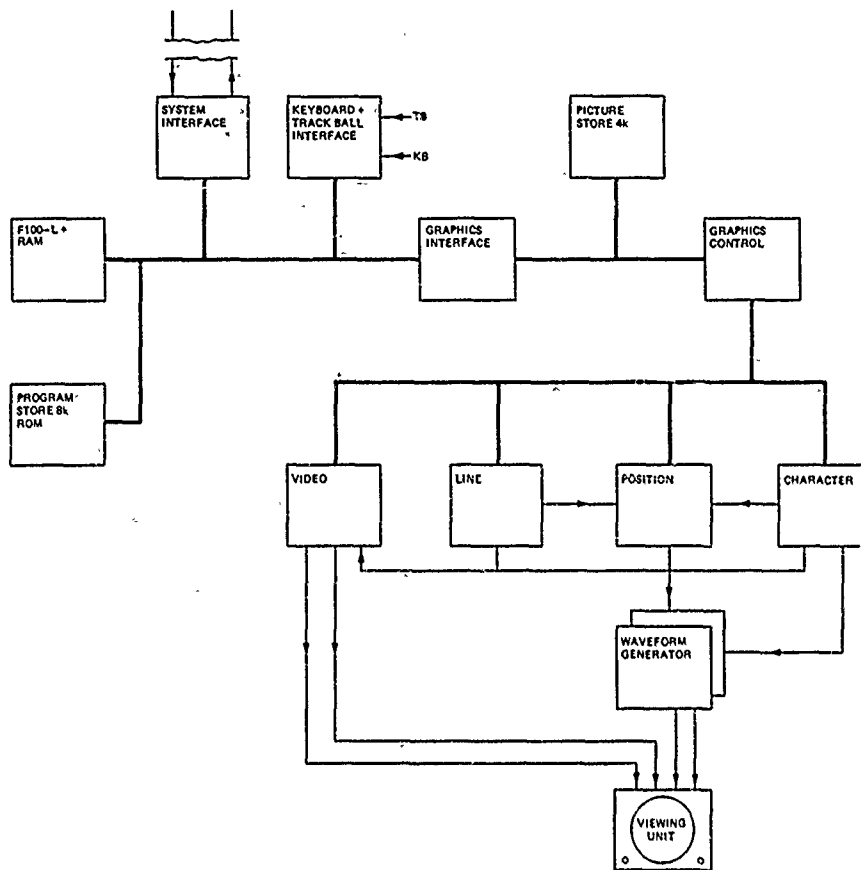 SYSTEM
INTERFACE
KEYBOARD +
TRACK BALL
INTERFACE
TB
KB
PICTURE
STORE 4k
F100-L +
RAM
GRAPHICS
INTERFACE
GRAPHICS
CONTROL
PROGRAM
STORE 8k
ROM
VIDEO
LINE
POSITION
CHARACTER
WAVEFORM
GENERATOR
VIEWING
UNIT